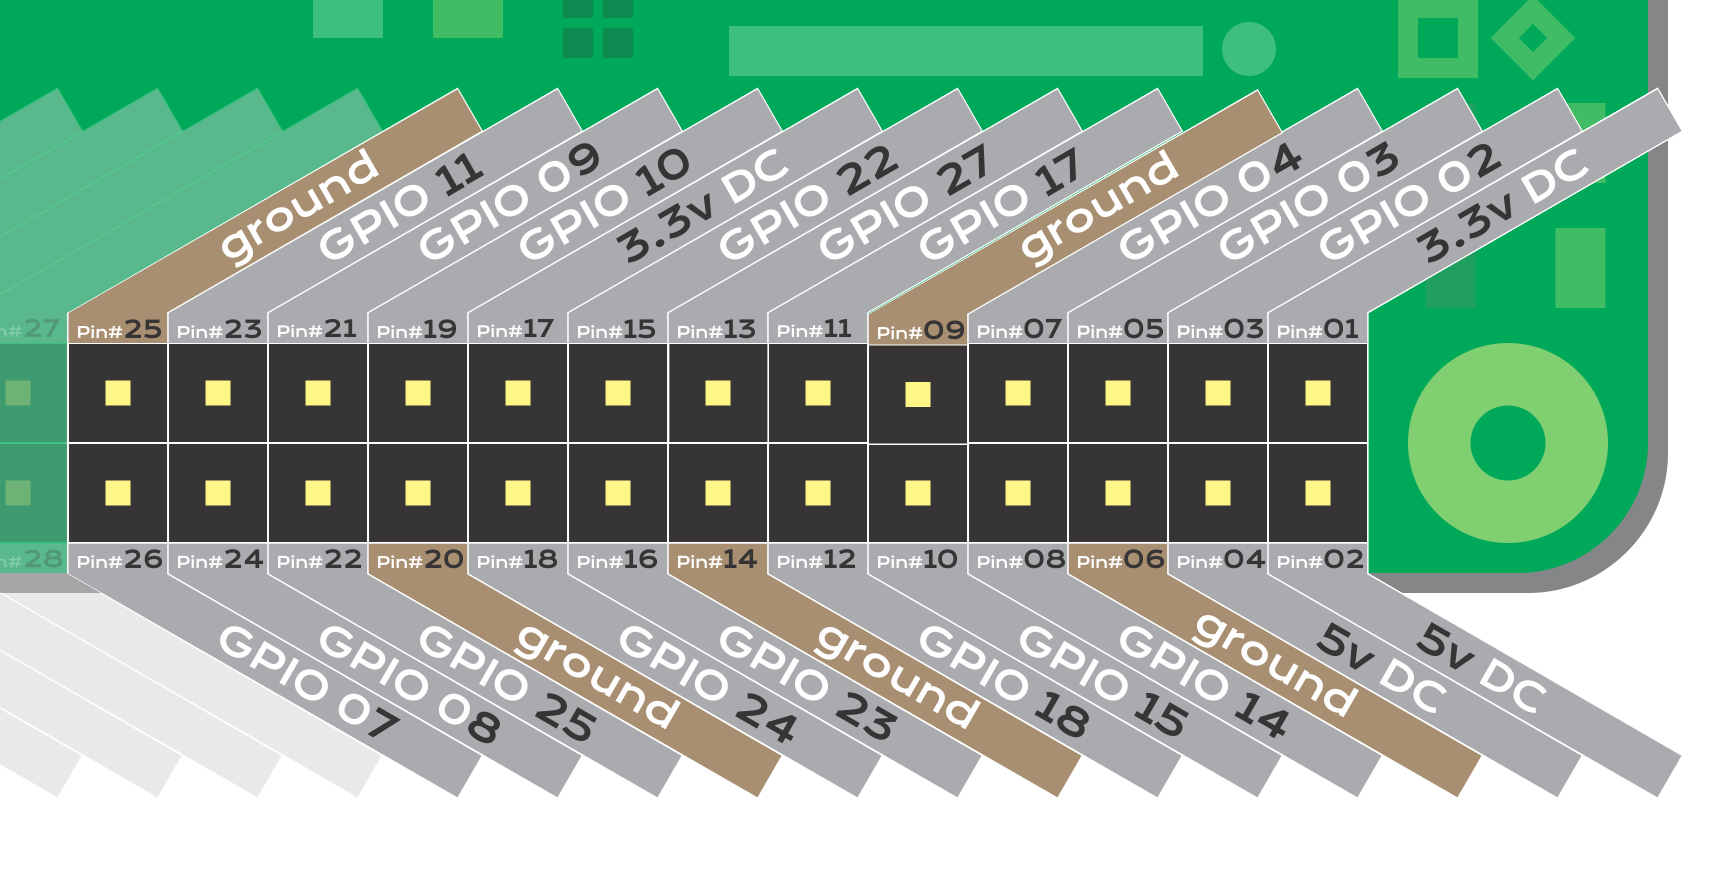 ground
GPIO 11
GPIO 09
GPIO 10
3.3v DC
GPIO 22
GPIO 27
GPIO 17
ground
GPIO 04
GPIO 03
GPIO 02
3.3v DC
n#27 Pin#25 Pin#23 Pin#21 Pin#19 Pin#17 Pin#15 Pin#13 Pin#11 Pin#09 Pin#07 Pin#05 Pin#03 Pin#01
n#28 Pin#26 Pin#24 Pin#22 Pin#20 Pin#18 Pin#16 Pin#14 Pin#12 Pin#10 Pin#08 Pin#06 Pin#04 Pin#02
GPIO 07
GPIO 08
GPIO 25
ground
GPIO 24
GPIO 23
ground
GPIO 18
GPIO 15
GPIO 14
ground
5v DC
5v DC